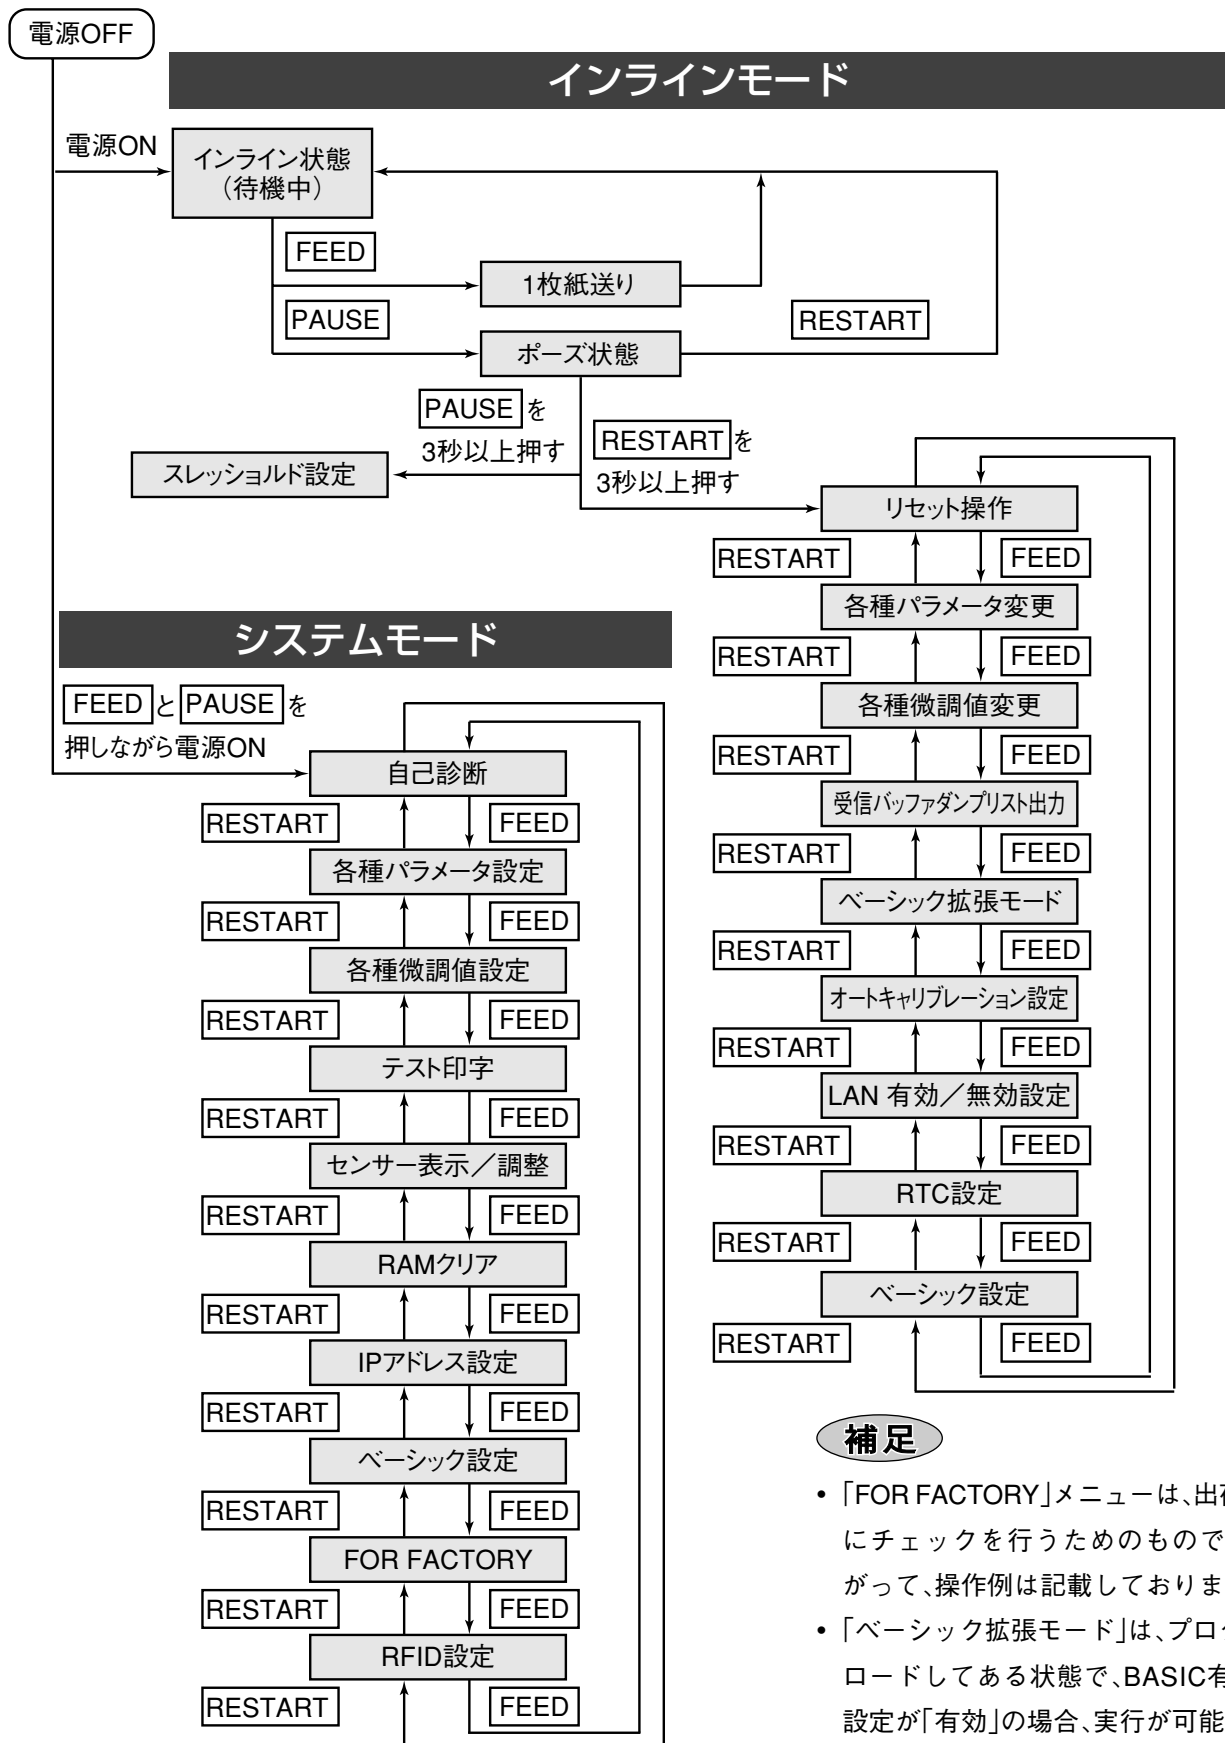 電源OFF
インラインモード
電源ON
インライン状態
（待機中）
FEED
1枚紙送り
PAUSE
RESTART
ポーズ状態
PAUSE を
3秒以上押す
RESTART を
3秒以上押す
スレッショルド設定
リセット操作
RESTART
FEED
各種パラメータ変更
RESTART
FEED
各種微調値変更
RESTART
FEED
受信バッファダンプリスト出力
RESTART
FEED
ベーシック拡張モード
RESTART
FEED
オートキャリブレーション設定
RESTART
FEED
LAN 有効／無効設定
RESTART
FEED
RTC設定
RESTART
FEED
ベーシック設定
RESTART
FEED
システムモード
FEED と PAUSE を
押しながら電源ON
自己診断
RESTART
FEED
各種パラメータ設定
RESTART
FEED
各種微調値設定
RESTART
FEED
テスト印字
RESTART
FEED
センサー表示／調整
RESTART
FEED
RAMクリア
RESTART
FEED
IPアドレス設定
RESTART
FEED
ベーシック設定
RESTART
FEED
FOR FACTORY
RESTART
FEED
RFID設定
RESTART
FEED
補足
•「FOR FACTORY」メニューは、出
にチェックを行うためのもので
がって、操作例は記載しておりま
•「ベーシック拡張モード」は、プロ
ロードしてある状態で、BASIC有
設定が「有効」の場合、実行が可能